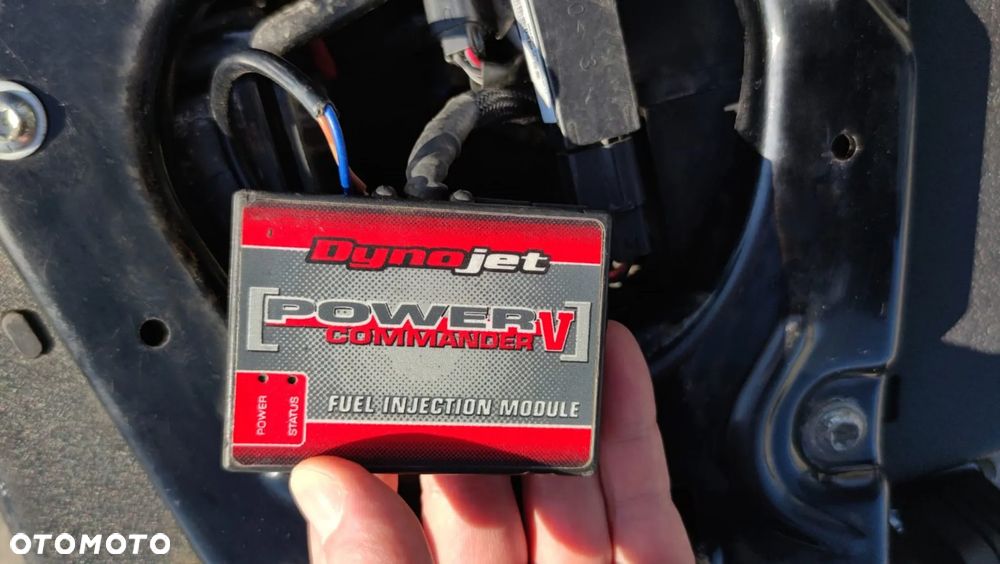 Dynojet
POWER
COMMANDER V
POWER
STATUS
FUEL INJECTION MODULE
OTOMOTO